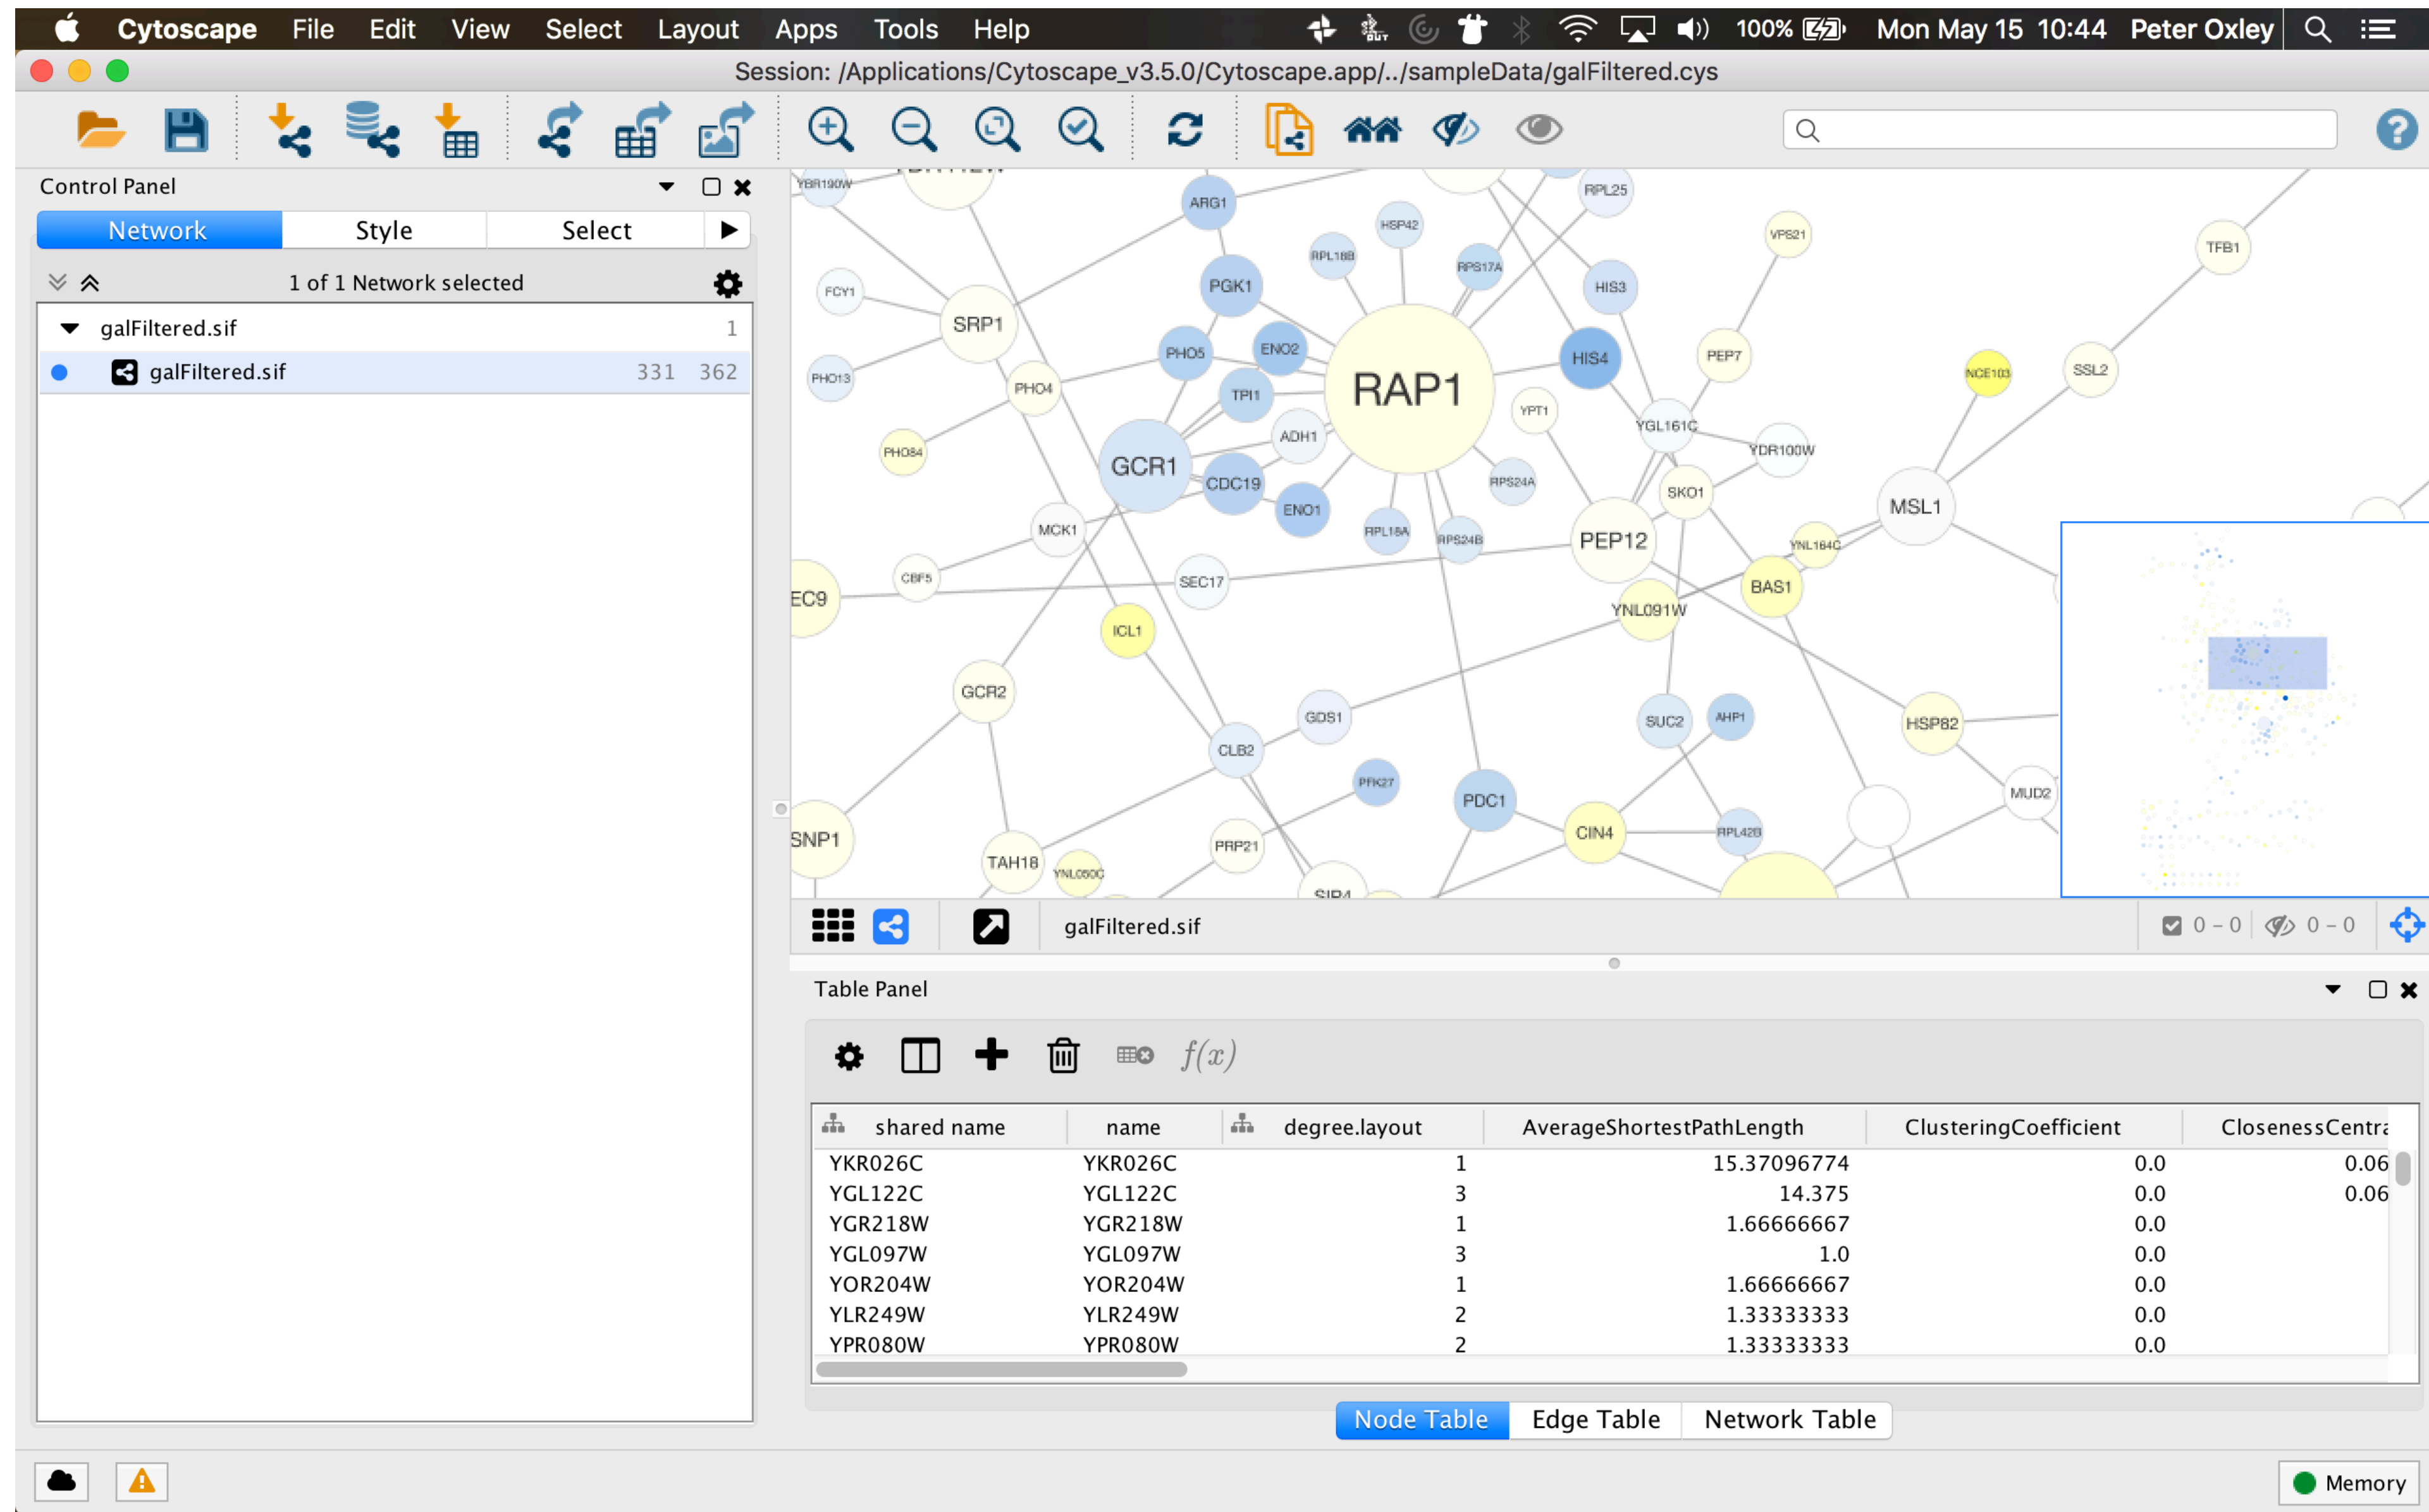 Cytoscape File Edit View Select Layout Apps Tools Help 100% Mon May 15 10:44 Peter Oxley
Session: /Applications/Cytoscape_v3.5.0/Cytoscape.app/../sampleData/galFiltered.cys
Control Panel
Network Style Select
1 of 1 Network selected
galFiltered.sif 1
galFiltered.sif 331 362
YBR190W
ARG1
RPL25
HSP42
VPS21
TFB1
RPL18B
RPS17A
FCY1
PGK1
HIS3
SRP1
PHO5
ENO2
HIS4
PEP7
PHO13
PHO4
TPI1
RAP1
NCE103
SSL2
YPT1
YGL161C
PHO84
ADH1
YDR100W
GCR1
CDC19
RPS24A
SKO1
MSL1
ENO1
MCK1
RPL18A
RPS24B
PEP12
YNL164C
CBF5
SEC17
BAS1
EC9
YNL091W
ICL1
GCR2
GDS1
SUC2
AHP1
HSP82
CLB2
PFK27
PDC1
MUD2
CIN4
RPL42B
SNP1
PRP21
TAH18
YNL050C
SIP4
galFiltered.sif 0 – 0 0 – 0
Table Panel
f(x)
shared name name degree.layout AverageShortestPathLength ClusteringCoefficient ClosenessCentra
YKR026C YKR026C 1 15.37096774 0.0 0.06
YGL122C YGL122C 3 14.375 0.0 0.06
YGR218W YGR218W 1 1.66666667 0.0
YGL097W YGL097W 3 1.0 0.0
YOR204W YOR204W 1 1.66666667 0.0
YLR249W YLR249W 2 1.33333333 0.0
YPR080W YPR080W 2 1.33333333 0.0
Node Table Edge Table Network Table
Memory